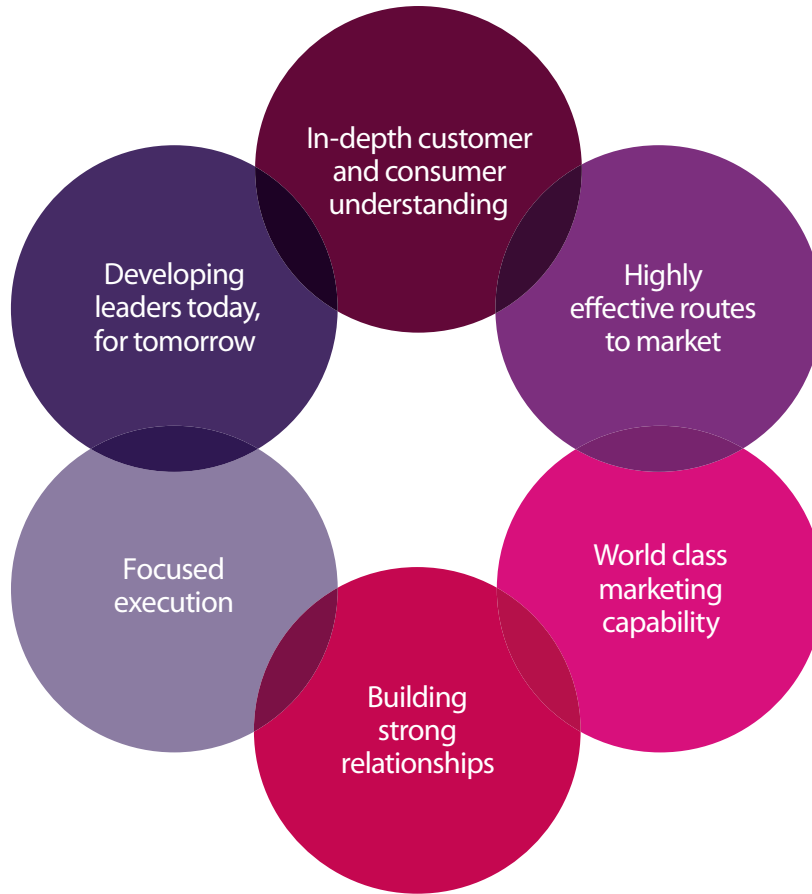 In-depth customer
and consumer
understanding
Highly
effective routes
to market
World class
marketing
capability
Building
strong
relationships
Focused
execution
Developing
leaders today,
for tomorrow